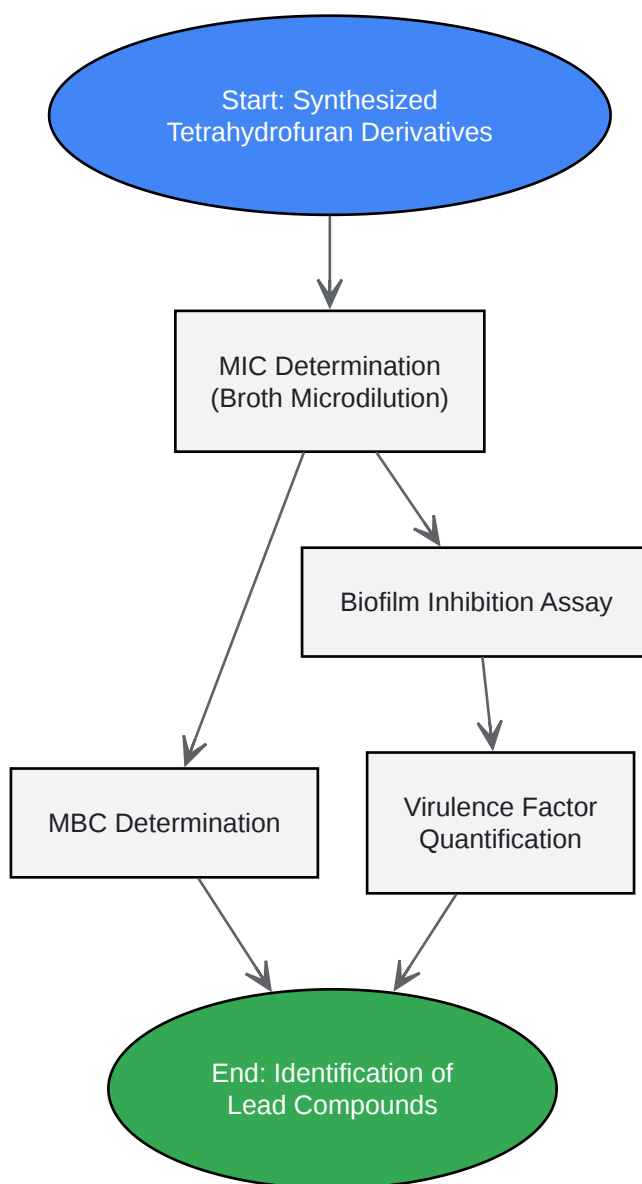 Start: Synthesized
Tetrahydrofuran Derivatives
MIC Determination
(Broth Microdilution)
Biofilm Inhibition Assay
MBC Determination
Virulence Factor
Quantification
End: Identification of
Lead Compounds